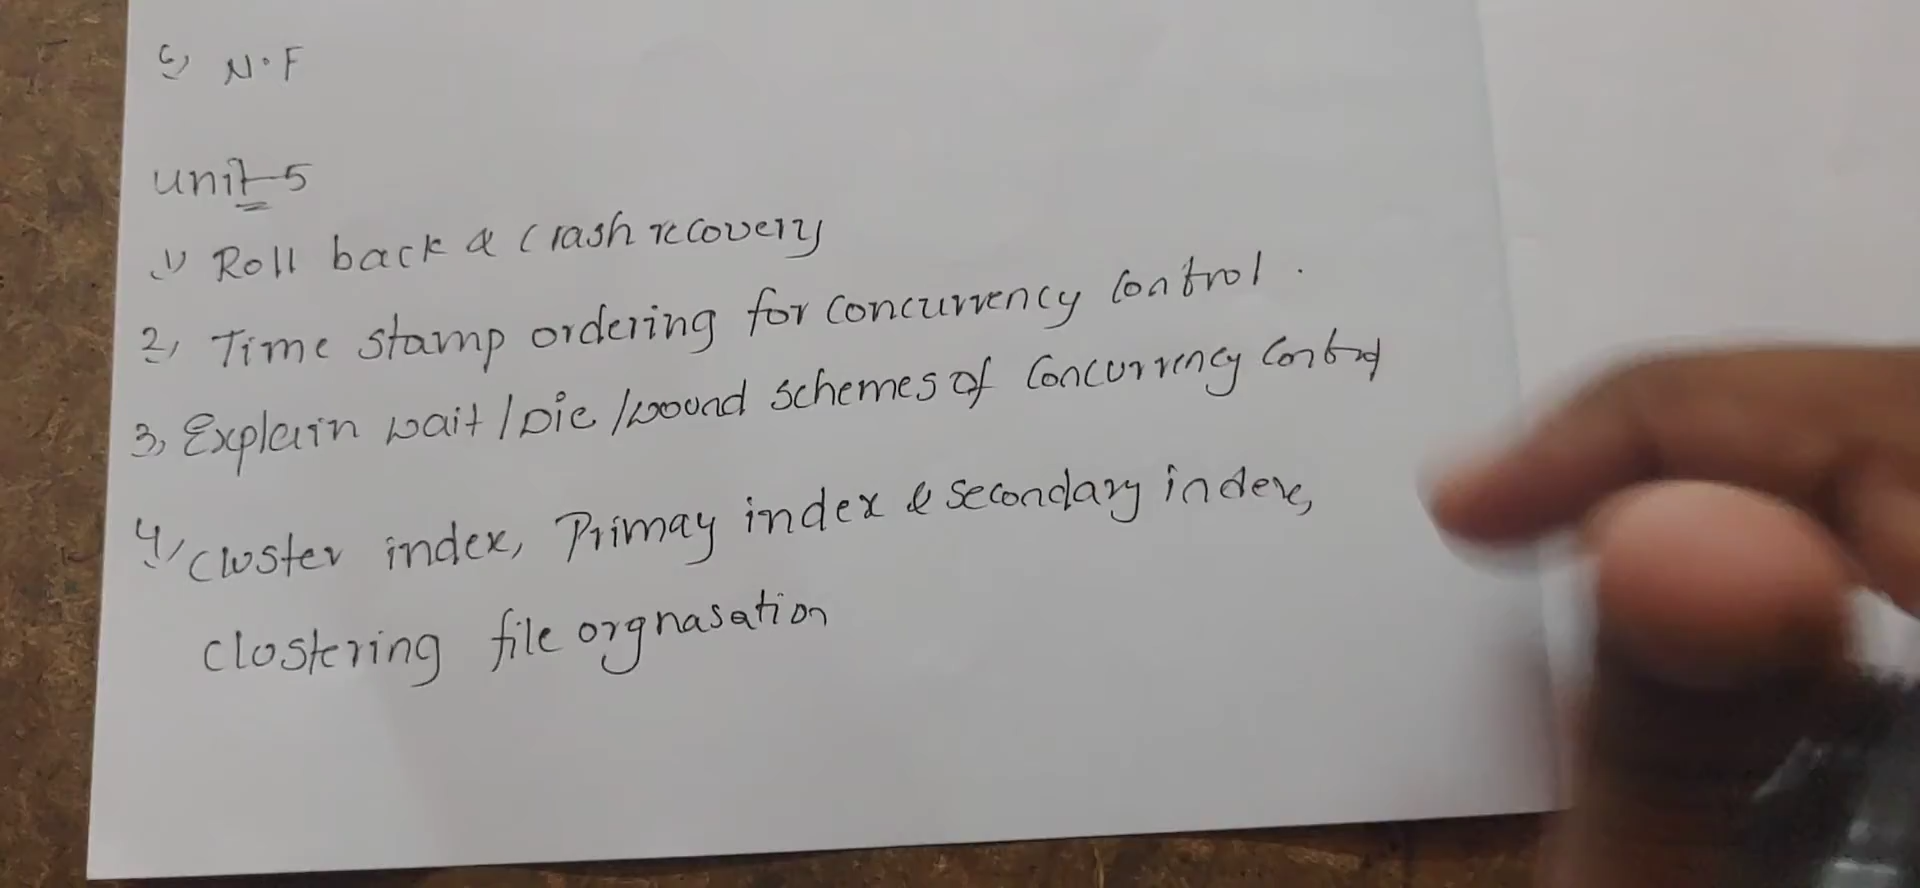 5) N.F
unit-5
1) Roll back & Crash recovery
2, Time stamp ordering for concurrency control.
3, Explain wait/Die/wound schemes of Concurrency Control
4, cluster index, Primay index & secondary index,
clostering file orgnasation